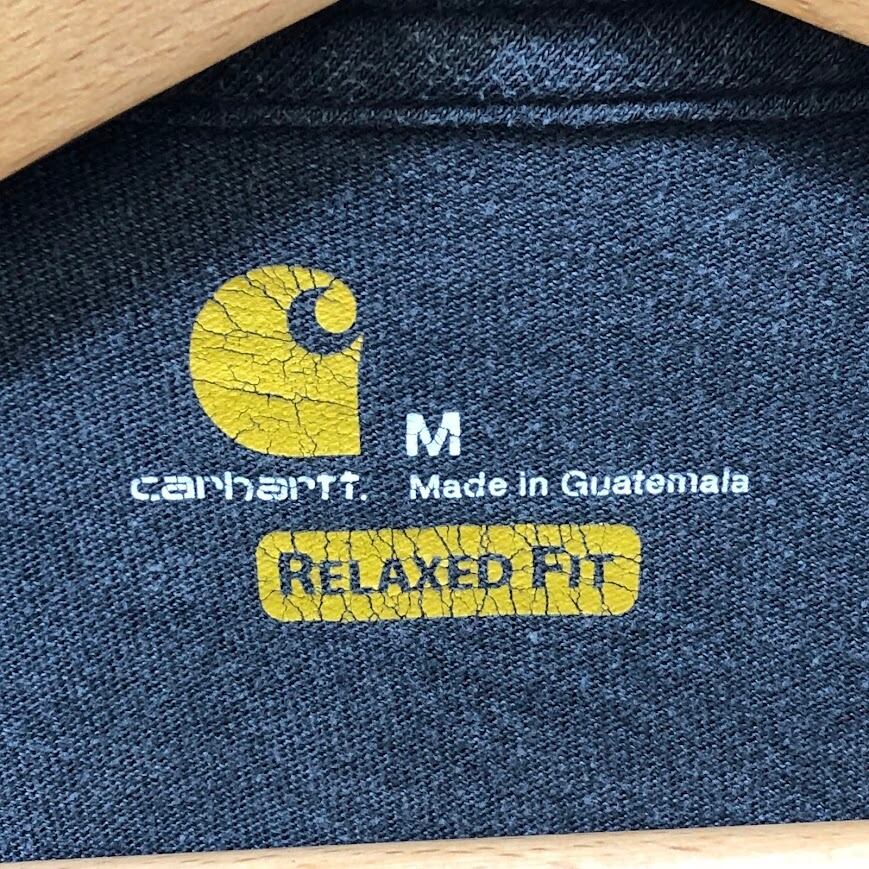 M
carhartt. Made in Guatemala
RELAXED FIT